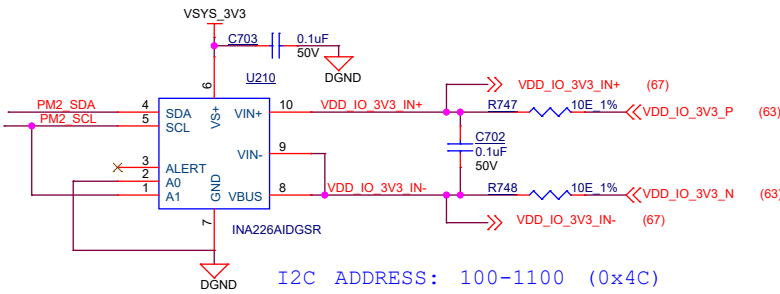 VSYS_3V3
C703 0.1uF
50V
DGND
U210
6
VDD_IO_3V3_IN+ (67)
PM2_SDA 4 SDA VS+ VIN+ 10 VDD_IO_3V3_IN+ R747 10E_1% VDD_IO_3V3_P (63)
PM2_SCL 5 SCL
C702
0.1uF
50V
VIN- 9
3 ALERT
2 A0
1 A1 GND VBUS 8 VDD_IO_3V3_IN- R748 10E_1% VDD_IO_3V3_N (63)
7
INA226AIDGSR
VDD_IO_3V3_IN- (67)
DGND
I2C ADDRESS: 100-1100 (0x4C)